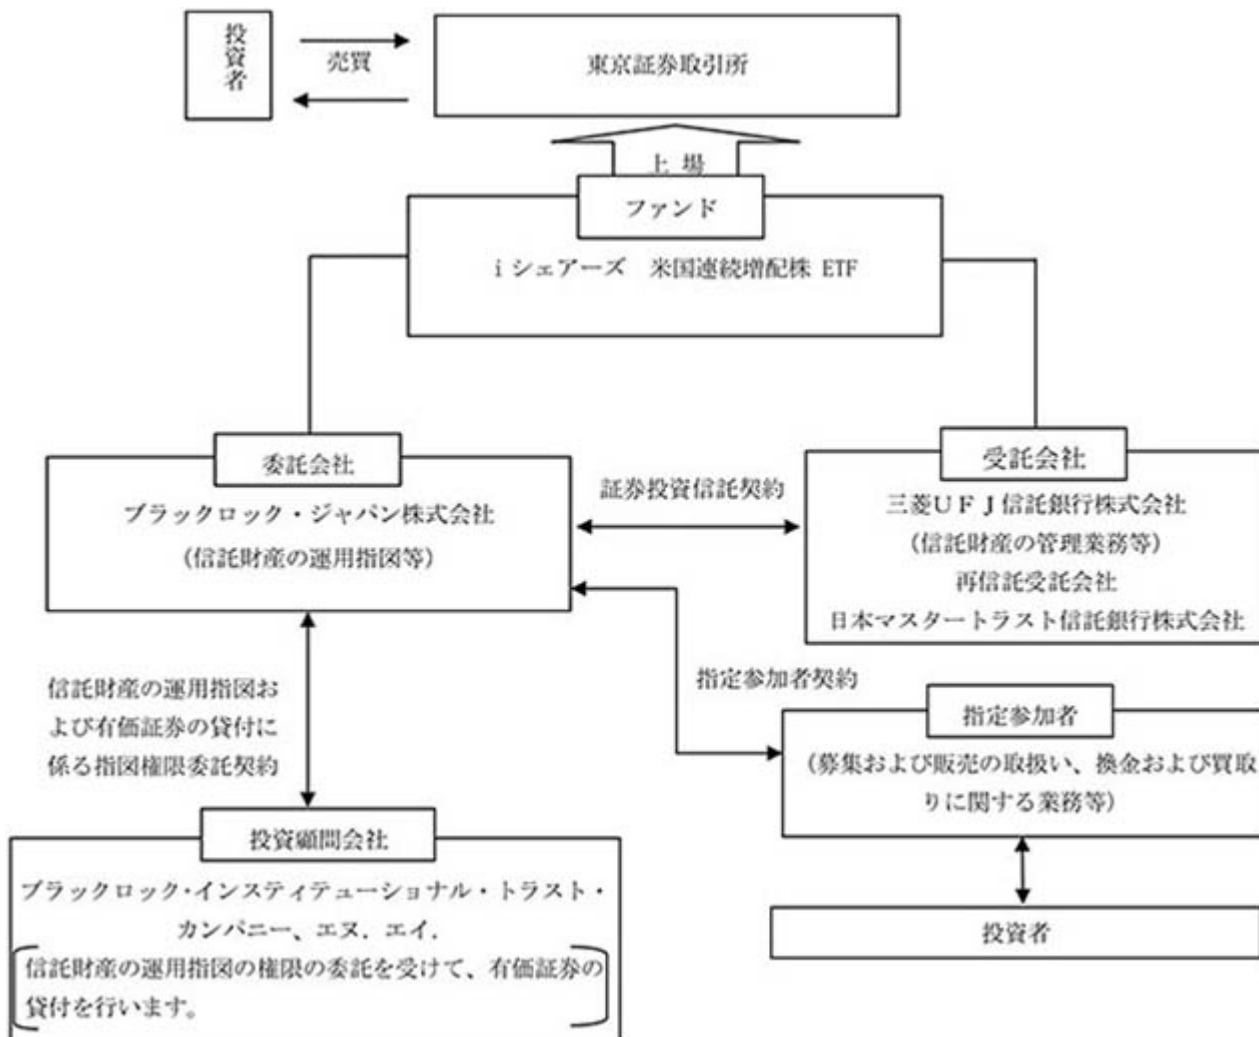 投資者
売買
東京証券取引所
上 場
ファンド
i シェアーズ　米国連続増配株 ETF
委託会社
ブラックロック・ジャパン株式会社
(信託財産の運用指図等)
証券投資信託契約
受託会社
三菱UFJ信託銀行株式会社
(信託財産の管理業務等)
再信託受託会社
日本マスタートラスト信託銀行株式会社
信託財産の運用指図お
よび有価証券の貸付に
係る指図権限委託契約
指定参加者契約
指定参加者
(募集および販売の取扱い、換金および買取
りに関する業務等)
投資顧問会社
ブラックロック・インスティテューショナル・トラスト・
カンパニー、エヌ．エイ．
信託財産の運用指図の権限の委託を受けて、有価証券の
貸付を行います。
投資者